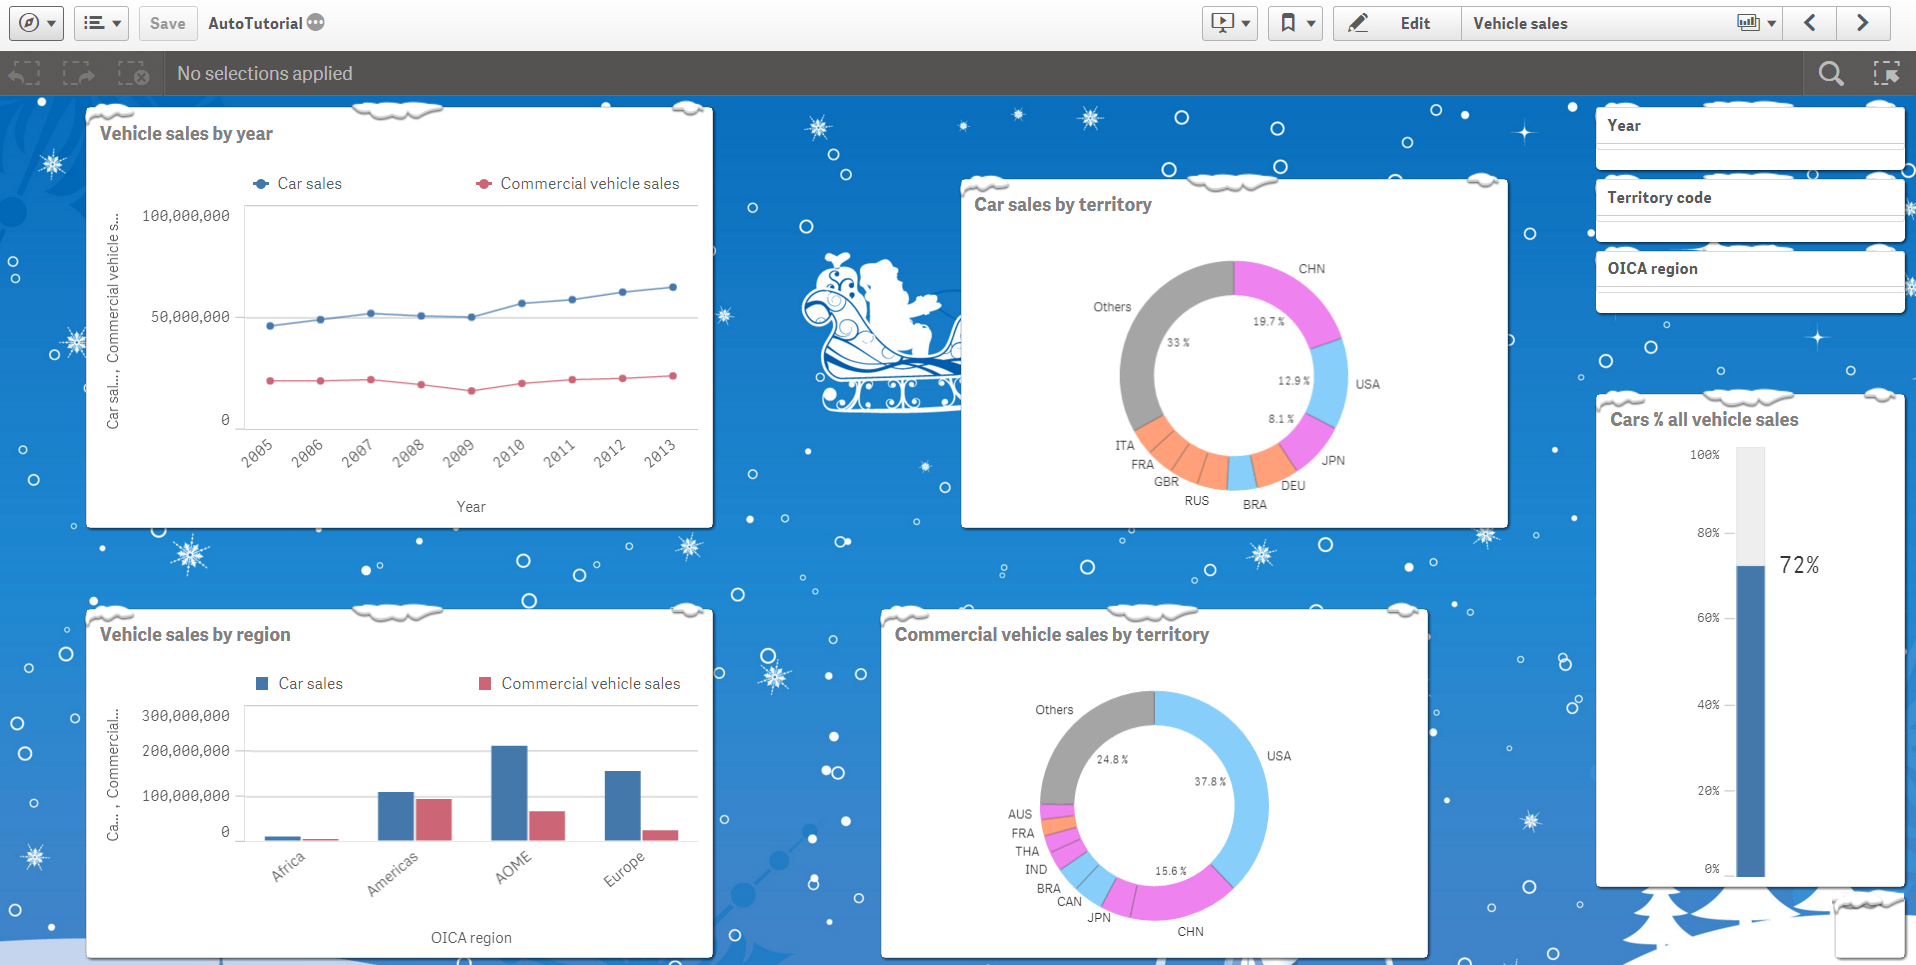 Save
AutoTutorial
Edit
Vehicle sales
No selections applied
Vehicle sales by year
Car sales
Commercial vehicle sales
Car sal..., Commercial vehicle s...
100,000,000
50,000,000
0
2005 2006 2007 2008 2009 2010 2011 2012 2013
Year
Car sales by territory
CHN
Others
19.7 %
33 %
12.9 %
USA
8.1 %
ITA
JPN
FRA
GBR
DEU
RUS
BRA
Year
Territory code
OICA region
Cars % all vehicle sales
100%
80%
72%
60%
40%
20%
0%
Vehicle sales by region
Car sales
Commercial vehicle sales
Ca... , Commercial...
300,000,000
200,000,000
100,000,000
0
Africa Americas AOME Europe
OICA region
Commercial vehicle sales by territory
Others
USA
24.8 %
37.8 %
AUS
FRA
THA
IND
15.6 %
BRA
CAN
JPN
CHN